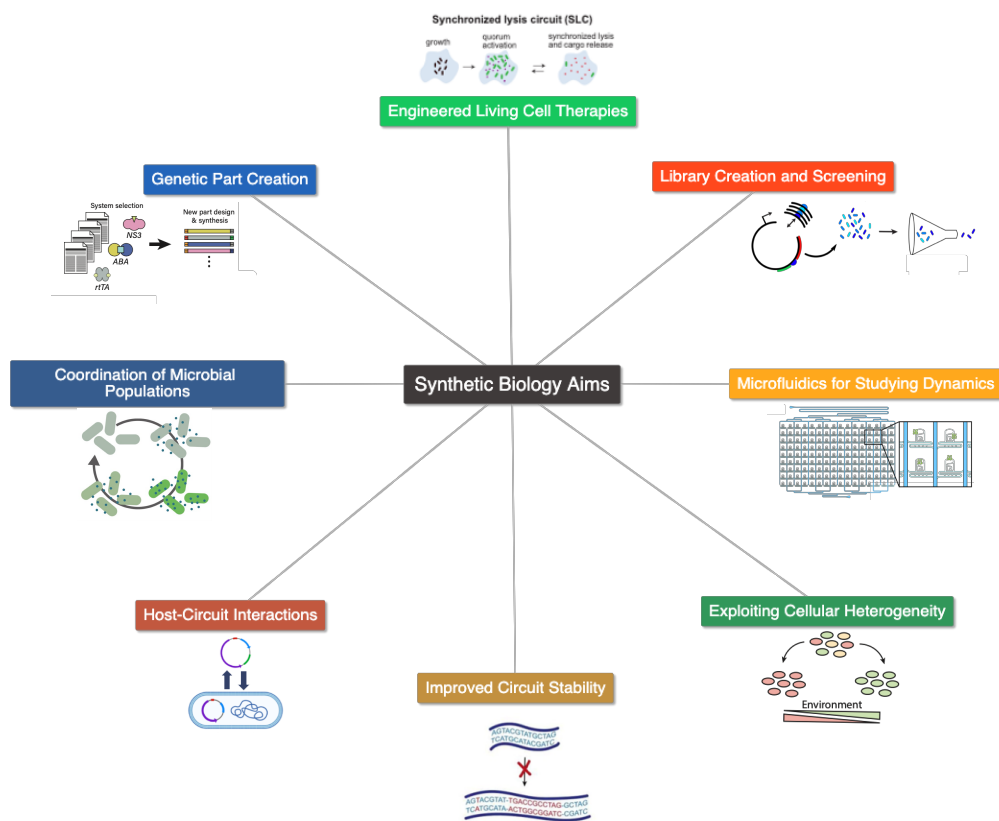 Synchronized lysis circuit (SLC)
growth
quorum
activation
synchronized lysis
and cargo release
Engineered Living Cell Therapies
Genetic Part Creation
System selection
NS3
ABA
rtTA
New part design
& synthesis
Library Creation and Screening
Coordination of Microbial
Populations
Synthetic Biology Aims
Microfluidics for Studying Dynamics
Host-Circuit Interactions
Improved Circuit Stability
AGTACGTATGCTAG
TCATGCATACGATC
AGTACGTAT-TGACCGCCTAG-GCTAG
TCATGCATA-ACTGGCGGATC-CGATC
Exploiting Cellular Heterogeneity
Environment